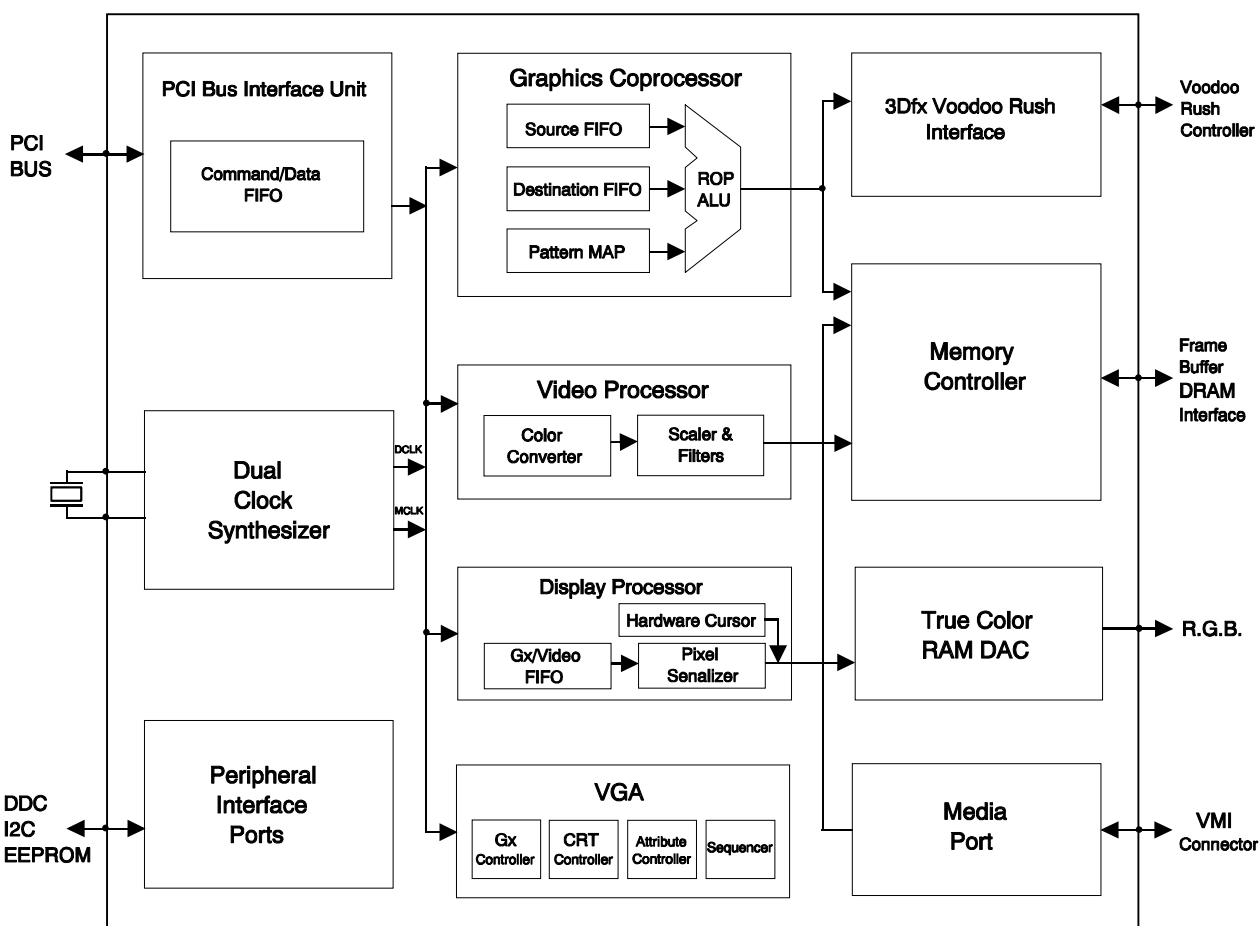 PCI Bus Interface Unit
Command/Data
FIFO
PCI
BUS
Graphics Coprocessor
Source FIFO
Destination FIFO
Pattern MAP
ROP
ALU
3Dfx Voodoo Rush
Interface
Voodoo
Rush
Controller
Memory
Controller
Frame
Buffer
DRAM
Interface
Video Processor
Color
Converter
Scaler &
Filters
Dual
Clock
Synthesizer
DCLK
MCLK
Display Processor
Hardware Cursor
Gx/Video
FIFO
Pixel
Senalizer
True Color
RAM DAC
R.G.B.
Peripheral
Interface
Ports
DDC
I2C
EEPROM
VGA
Gx
Controller
CRT
Controller
Attribute
Controller
Sequencer
Media
Port
VMI
Connector